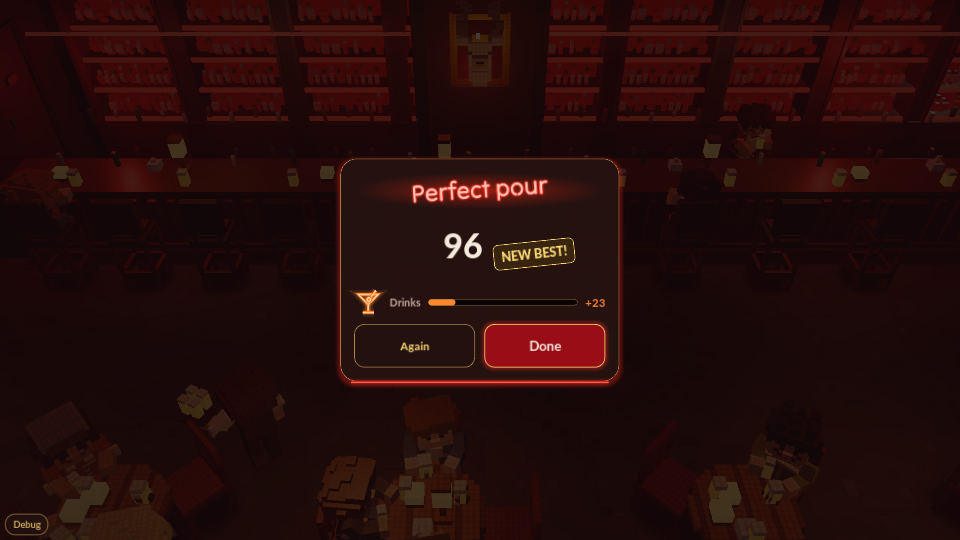 Perfect pour
96 NEW BEST!
Drinks +23
Again Done
Debug